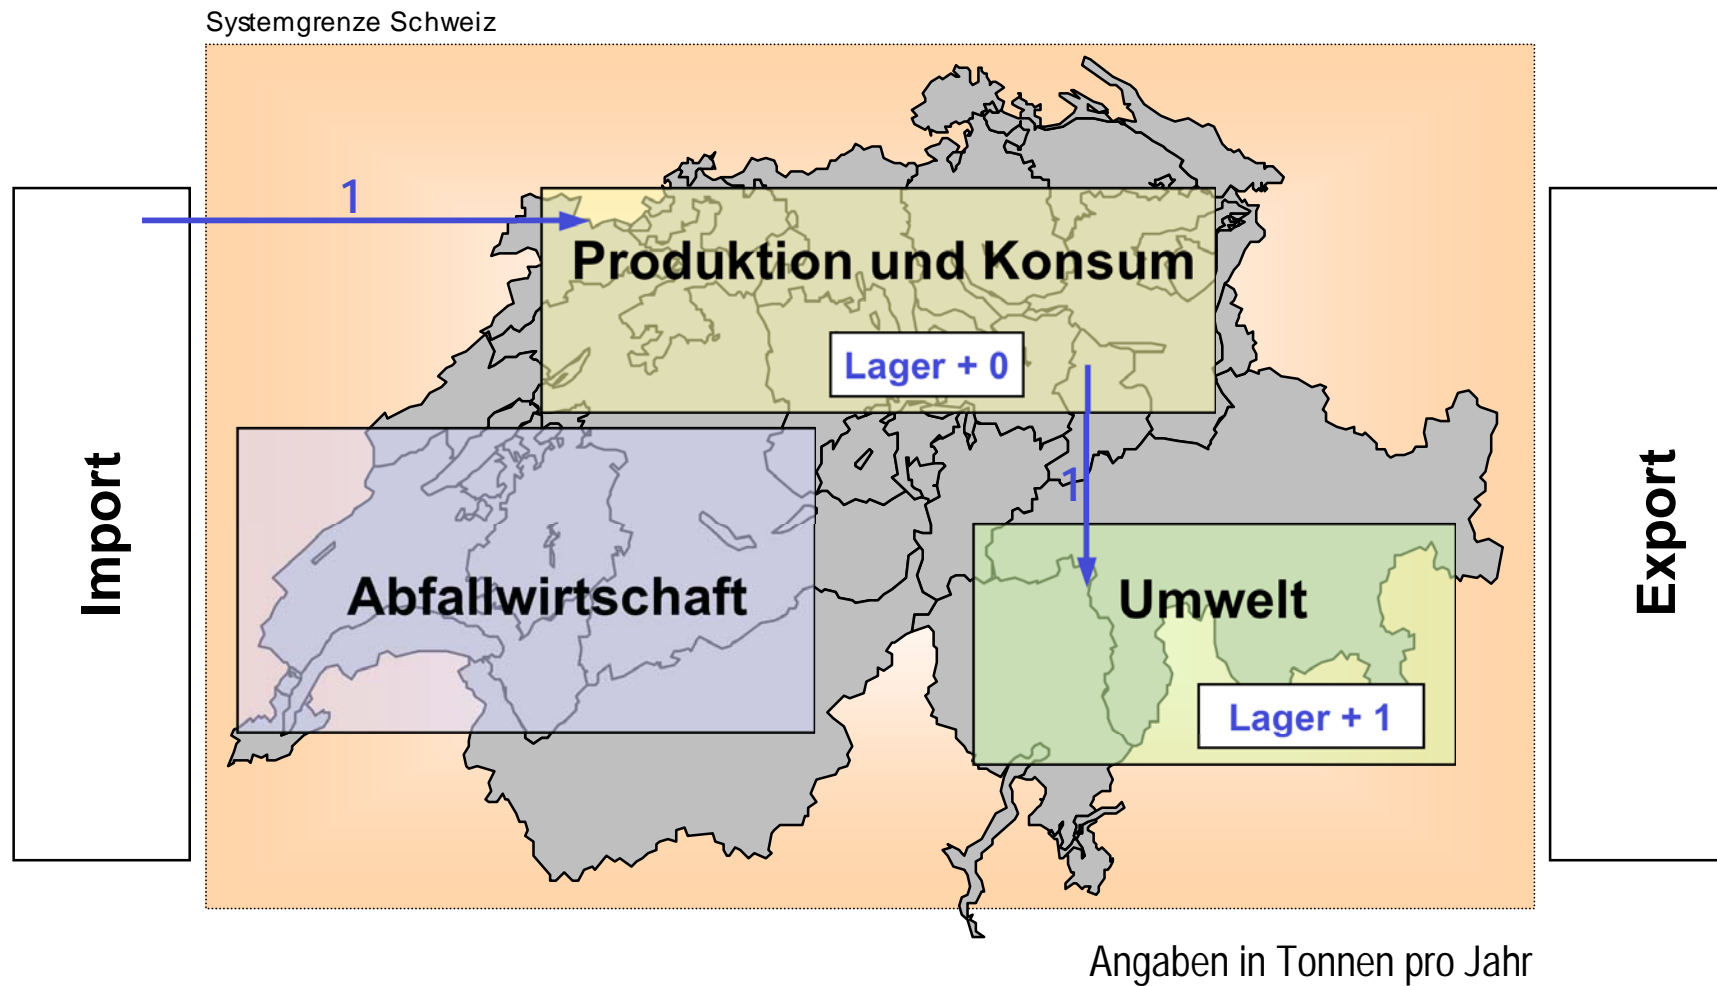 Systemgrenze Schweiz
1
Produktion und Konsum
Lager + 0
Import
1
Export
Abfallwirtschaft
Umwelt
Lager + 1
Angaben in Tonnen pro Jahr